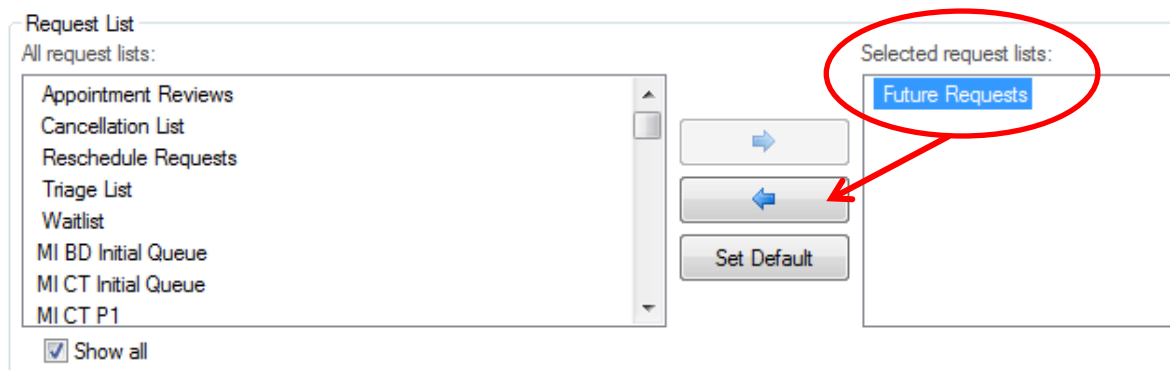 Request List
All request lists:
Selected request lists:
Appointment Reviews
Cancellation List
Reschedule Requests
Triage List
Waitlist
MI BD Initial Queue
MI CT Initial Queue
MI CT P1
Set Default
Future Requests
Show all